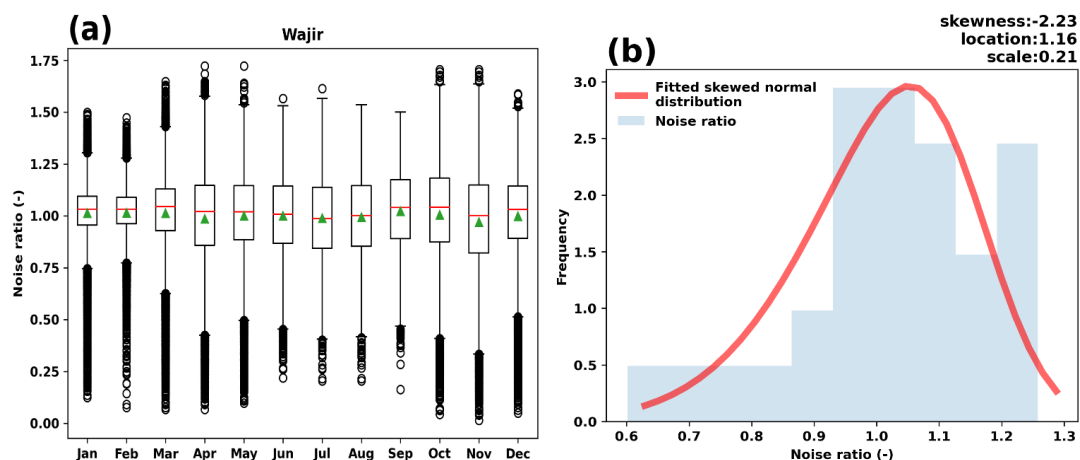 (a)
Wajir
Noise ratio (-)
1.75
1.50
1.25
1.00
0.75
0.50
0.25
0.00
Jan Feb Mar Apr May Jun Jul Aug Sep Oct Nov Dec
(b)
skewness:-2.23
location:1.16
scale:0.21
Fitted skewed normal
distribution
Noise ratio
Frequency
3.0
2.5
2.0
1.5
1.0
0.5
0.0
0.6 0.7 0.8 0.9 1.0 1.1 1.2 1.3
Noise ratio (-)